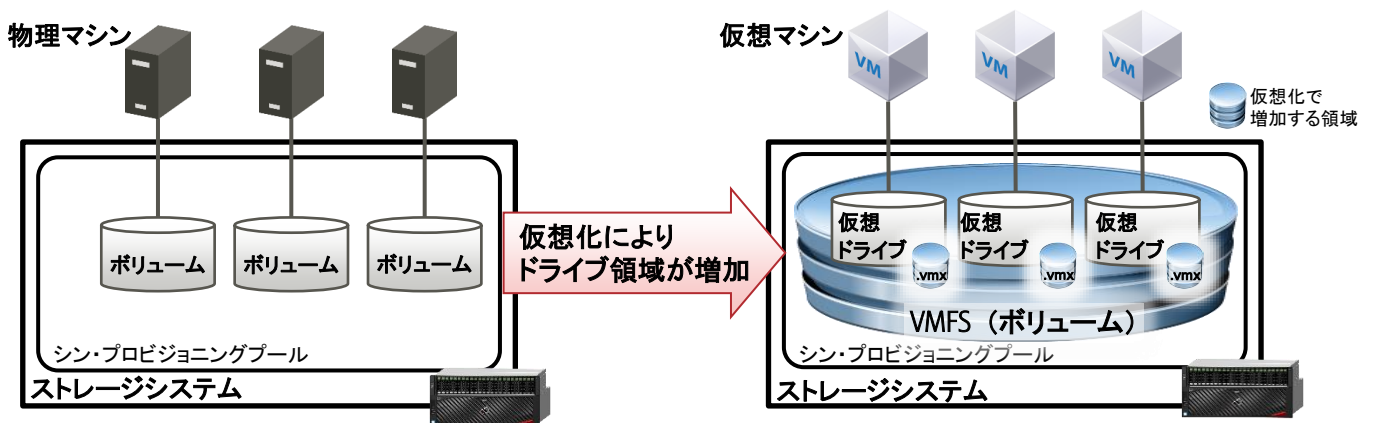 物理マシン
ボリューム
ボリューム
ボリューム
シン・プロビジョニングプール
ストレージシステム
仮想化により
ドライブ領域が増加
仮想マシン
VM
VM
VM
仮想化で
増加する領域
仮想
ドライブ
仮想
ドライブ
仮想
ドライブ
.vmx
.vmx
.vmx
VMFS（ボリューム）
シン・プロビジョニングプール
ストレージシステム